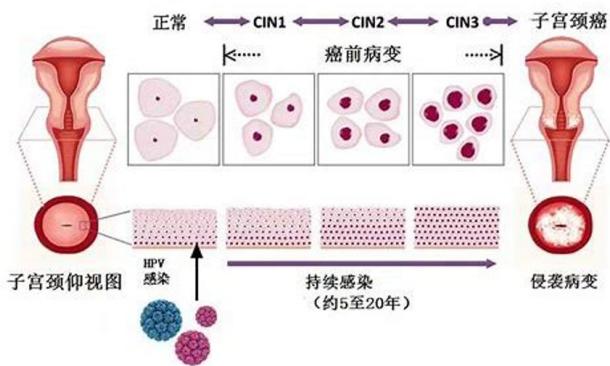 正常 CIN1 CIN2 CIN3 子宫颈癌
癌前病变
HPV
感染
子宫颈仰视图
持续感染
（约5至20年）
侵袭病变